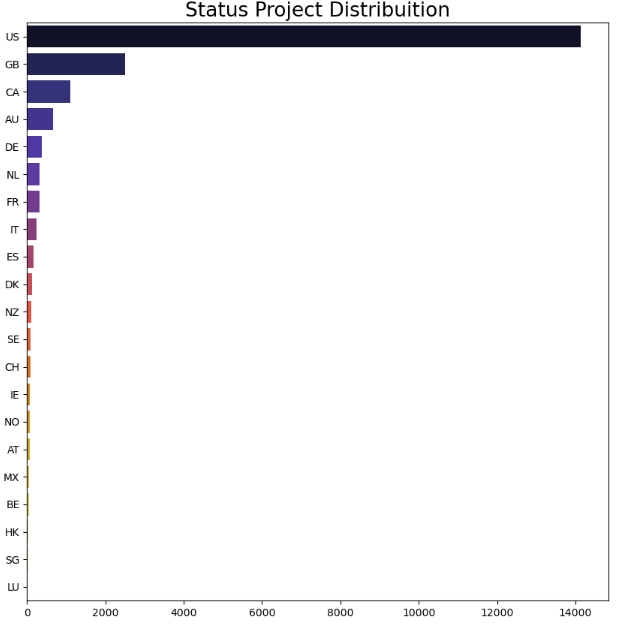 Status Project Distribuition
US
GB
CA
AU
DE
NL
FR
IT
ES
DK
NZ
SE
CH
IE
NO
AT
MX
BE
HK
SG
LU
0 2000 4000 6000 8000 10000 12000 14000